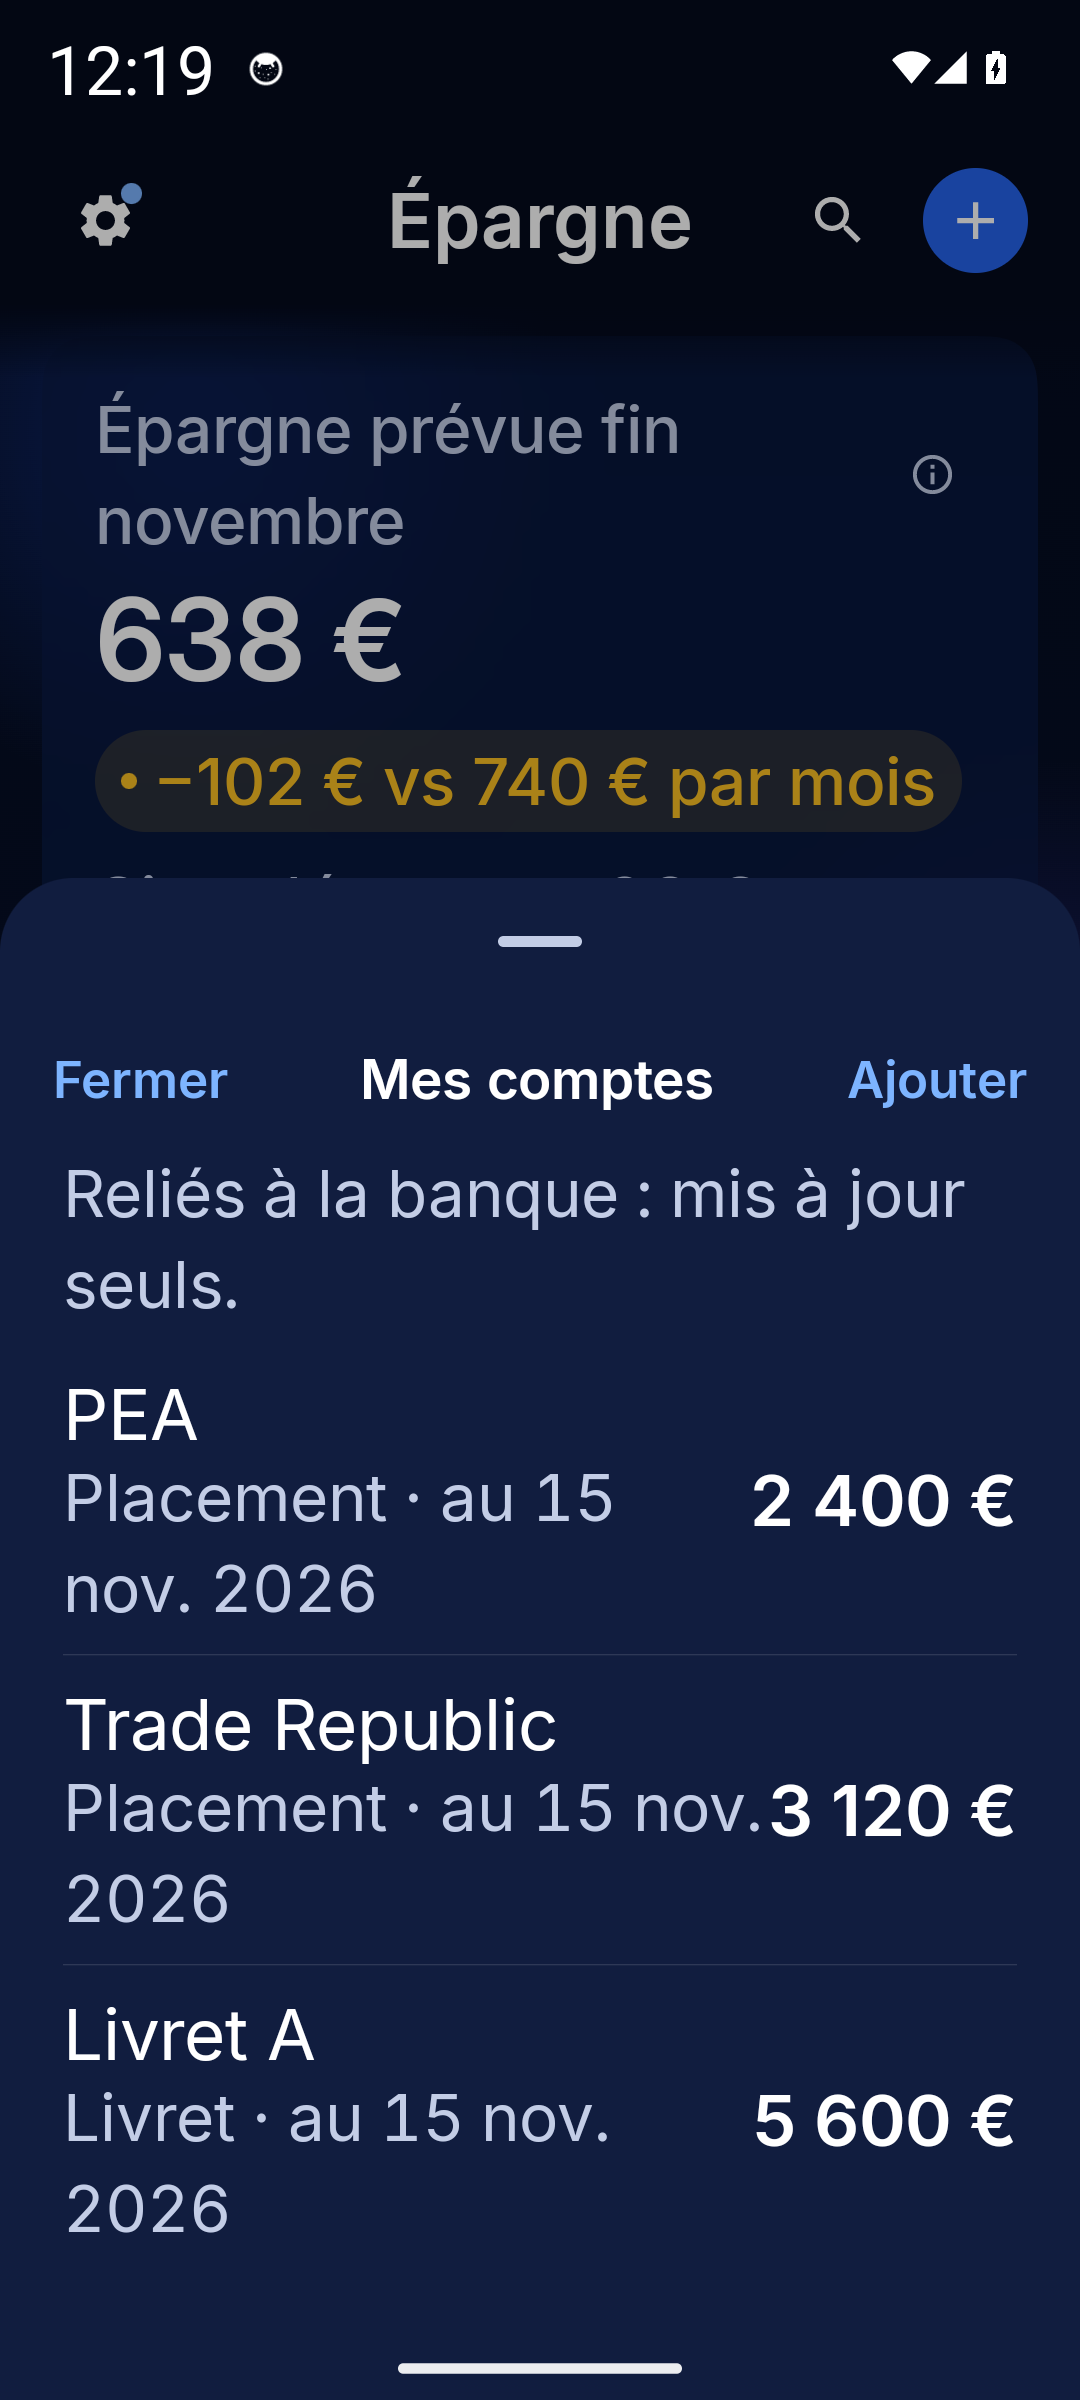 12:19
Épargne
Épargne prévue fin
novembre
638 €
• −102 € vs 740 € par mois
Fermer
Mes comptes
Ajouter
Reliés à la banque : mis à jour
seuls.
PEA
Placement · au 15
nov. 2026
2 400 €
Trade Republic
Placement · au 15 nov.
2026
3 120 €
Livret A
Livret · au 15 nov.
2026
5 600 €